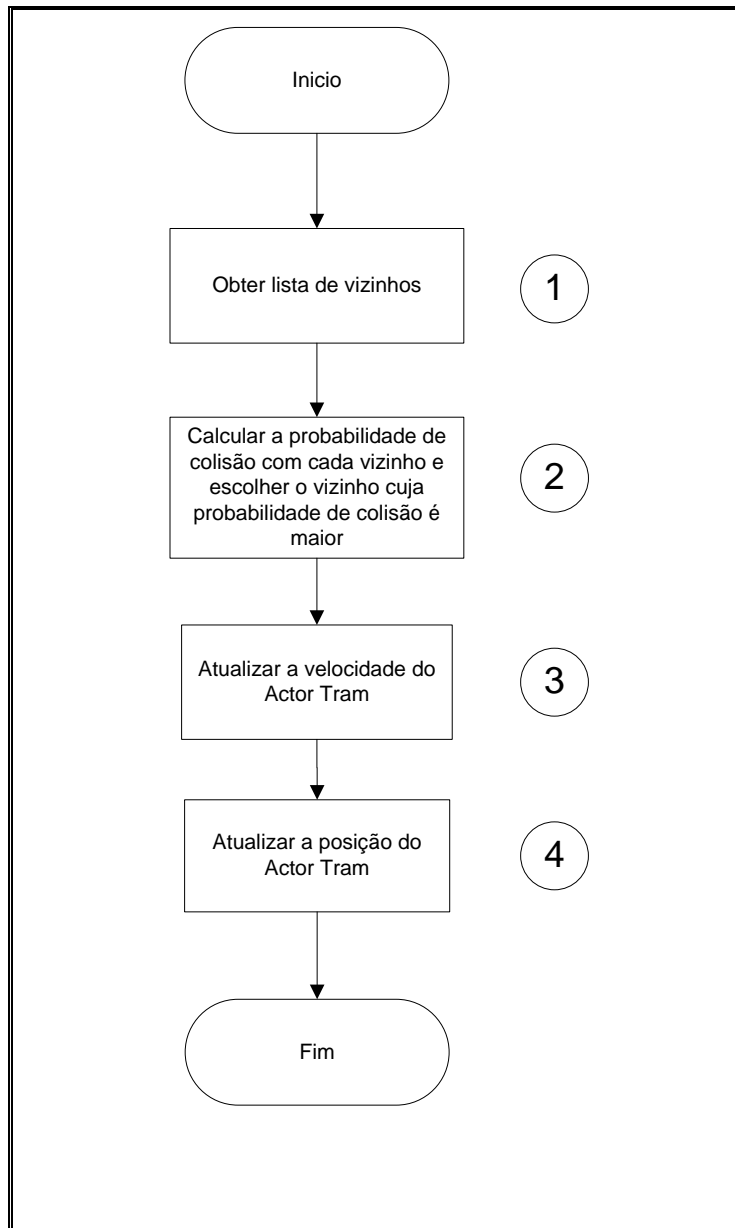 Inicio
Obter lista de vizinhos
1
Calcular a probabilidade de
colisão com cada vizinho e
escolher o vizinho cuja
probabilidade de colisão é
maior
2
Atualizar a velocidade do
Actor Tram
3
Atualizar a posição do
Actor Tram
4
Fim